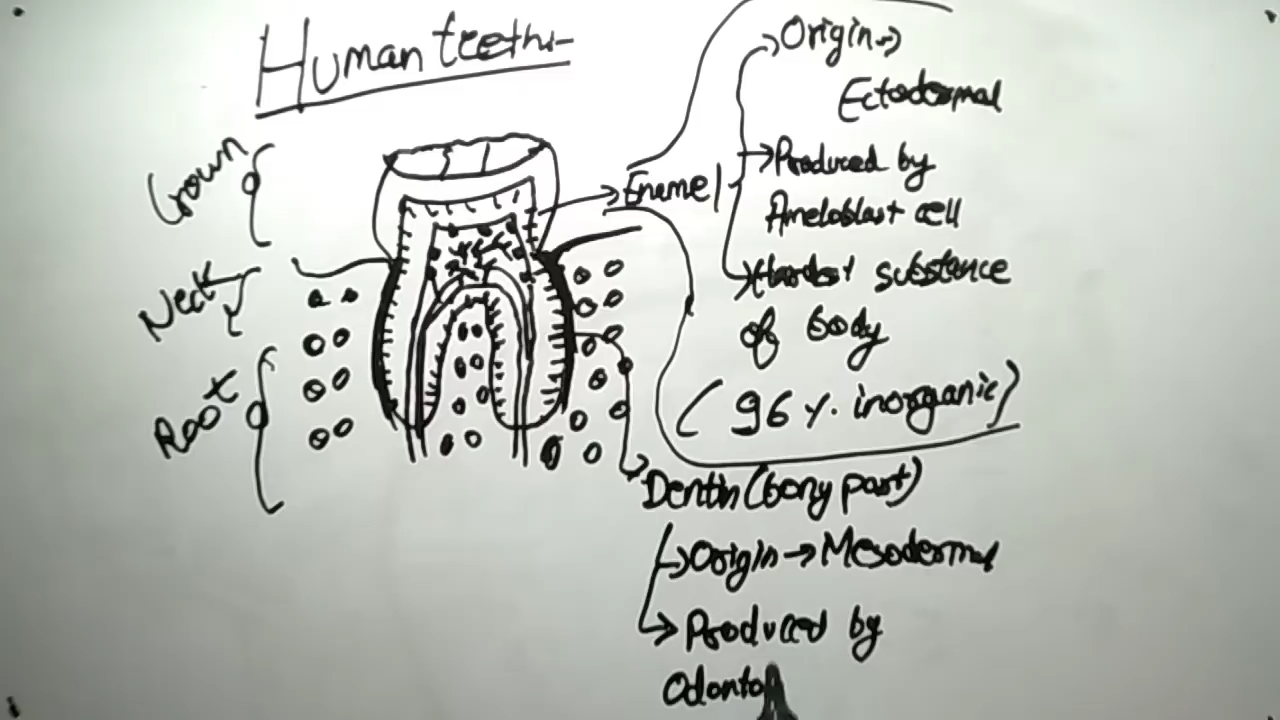 Human teeth:-
Crown
Neck
Root
Enamel
Origin →
Ectodermal
Produced by
Ameloblast cell
Hardest substance
of body
(96 %. inorganic)
Dentin (bony part)
Origin → Mesodermal
Produced by
Odonto